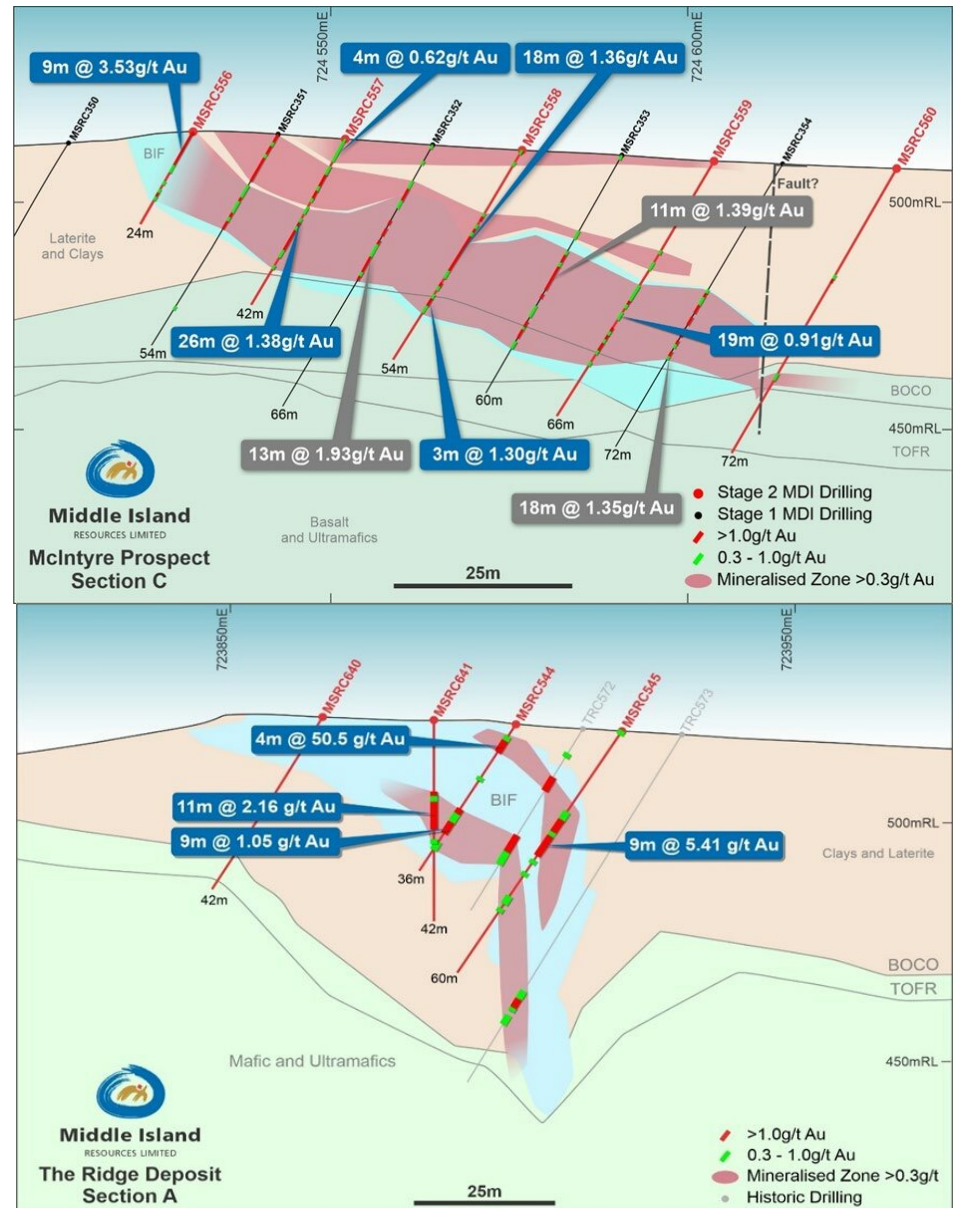 724 550mE
724 600mE
9m @ 3.53g/t Au
4m @ 0.62g/t Au
18m @ 1.36g/t Au
MSRC350
MSRC556
MSRC351
MSRC557
MSRC352
MSRC558
MSRC353
MSRC559
MSRC354
MSRC560
BIF
Fault?
500mRL
11m @ 1.39g/t Au
24m
Laterite
and Clays
42m
26m @ 1.38g/t Au
19m @ 0.91g/t Au
54m
54m
60m
66m
66m
72m
72m
BOCO
450mRL
TOFR
13m @ 1.93g/t Au
3m @ 1.30g/t Au
18m @ 1.35g/t Au
Middle Island
RESOURCES LIMITED
McIntyre Prospect
Section C
Basalt
and Ultramafics
25m
Stage 2 MDI Drilling
Stage 1 MDI Drilling
>1.0g/t Au
0.3 - 1.0g/t Au
Mineralised Zone >0.3g/t Au
723850mE
723950mE
MSRC640
MSRC641
MSRC544
TRC572
MSRC545
TRC573
4m @ 50.5 g/t Au
BIF
11m @ 2.16 g/t Au
9m @ 1.05 g/t Au
9m @ 5.41 g/t Au
500mRL
Clays and Laterite
36m
42m
42m
60m
BOCO
TOFR
450mRL
Mafic and Ultramafics
Middle Island
RESOURCES LIMITED
The Ridge Deposit
Section A
25m
>1.0g/t Au
0.3 - 1.0g/t Au
Mineralised Zone >0.3g/t
Historic Drilling